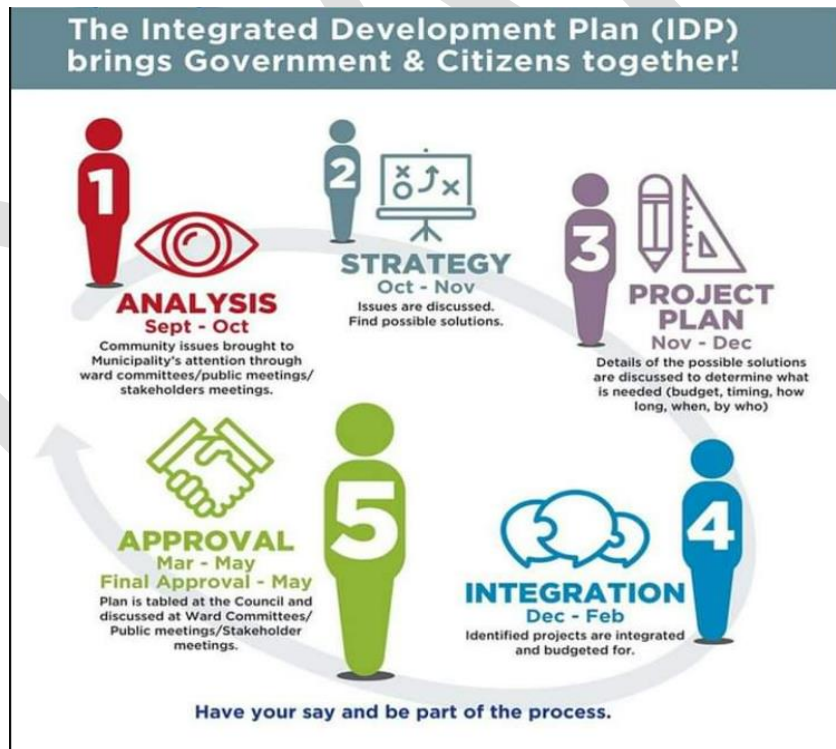 The Integrated Development Plan (IDP)
brings Government & Citizens together!
1
ANALYSIS
Sept - Oct
Community issues brought to
Municipality's attention through
ward committees/public meetings/
stakeholders meetings.
2
STRATEGY
Oct - Nov
Issues are discussed.
Find possible solutions.
3
PROJECT
PLAN
Nov - Dec
Details of the possible solutions
are discussed to determine what
is needed (budget, timing, how
long, when, by who)
4
INTEGRATION
Dec - Feb
Identified projects are integrated
and budgeted for.
5
APPROVAL
Mar - May
Final Approval - May
Plan is tabled at the Council and
discussed at Ward Committees/
Public meetings/Stakeholder
meetings.
Have your say and be part of the process.